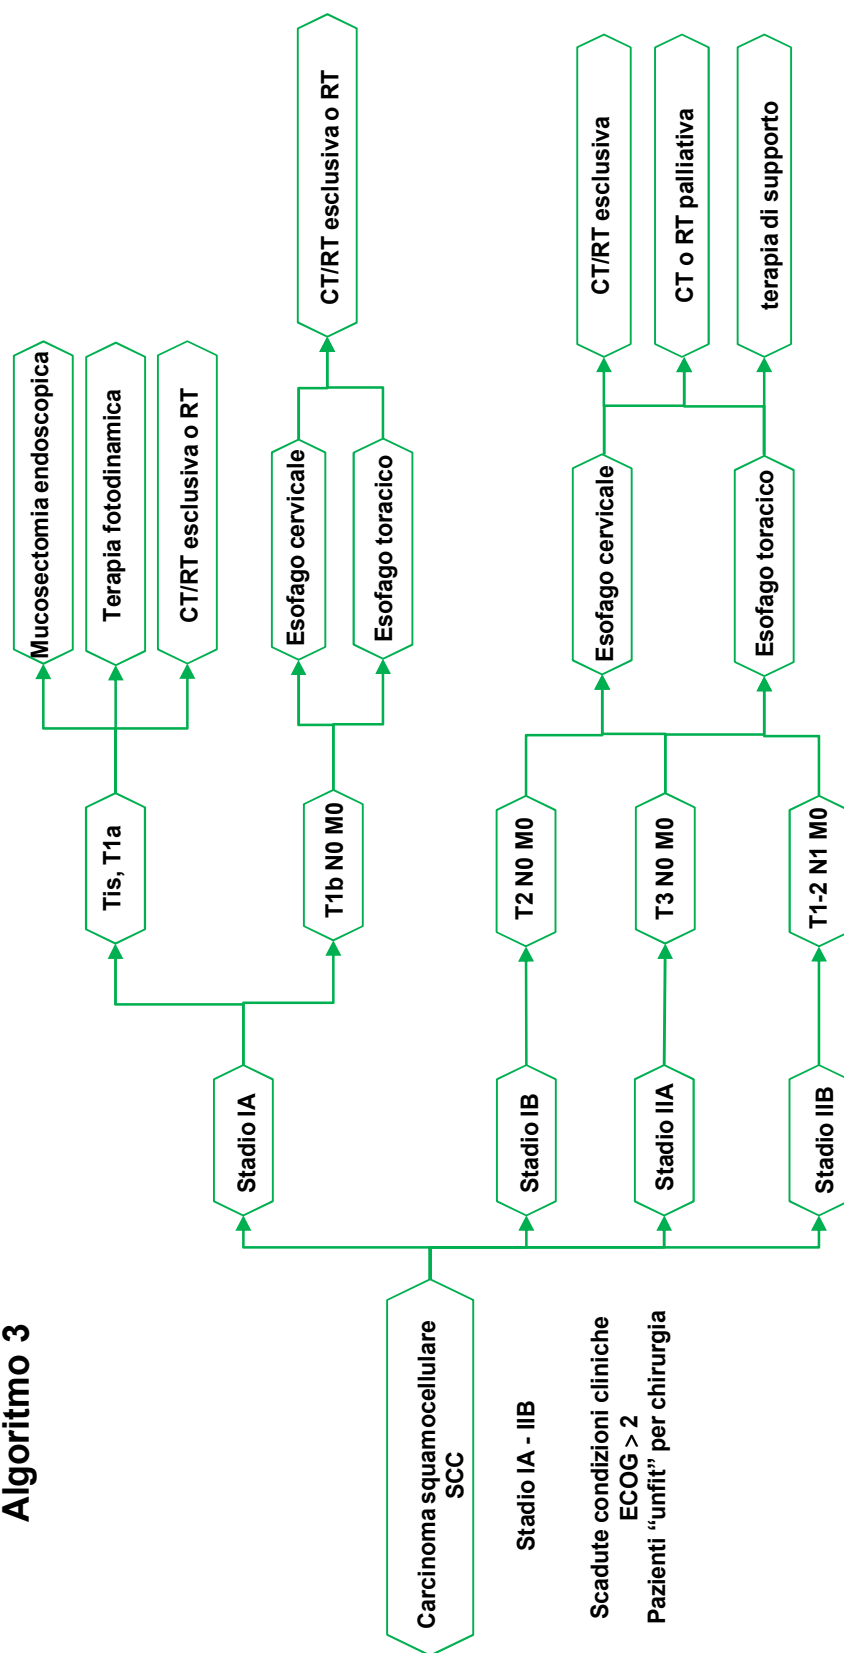 Algoritmo 3
Carcinoma squamocellulare
SCC
Stadio IA - IIB
Scadute condizioni cliniche
ECOG > 2
Pazienti “unfit” per chirurgia
Stadio IA
Stadio IB
Stadio IIA
Stadio IIB
Tis, T1a
T1b N0 M0
T2 N0 M0
T3 N0 M0
T1-2 N1 M0
Mucosectomia endoscopica
Terapia fotodinamica
CT/RT esclusiva o RT
Esofago cervicale
Esofago toracico
Esofago cervicale
Esofago toracico
CT/RT esclusiva o RT
CT/RT esclusiva
CT o RT palliativa
terapia di supporto